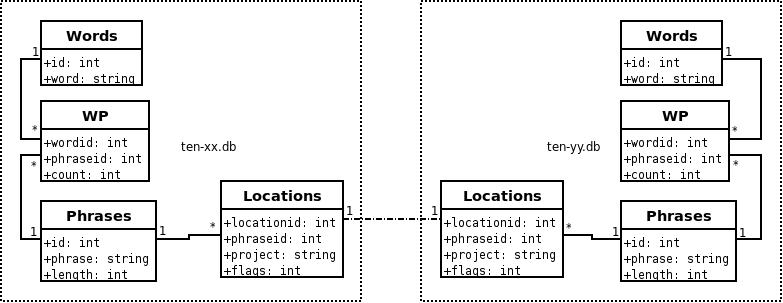 Words
+id: int
+word: string
1
*
WP
+wordid: int
+phraseid: int
+count: int
*
1
Phrases
+id: int
+phrase: string
+length: int
1
*
ten-xx.db
Locations
+locationid: int
+phraseid: int
+project: string
+flags: int
1
1
Locations
+locationid: int
+phraseid: int
+project: string
+flags: int
*
1
ten-yy.db
Words
+id: int
+word: string
1
*
WP
+wordid: int
+phraseid: int
+count: int
*
1
Phrases
+id: int
+phrase: string
+length: int